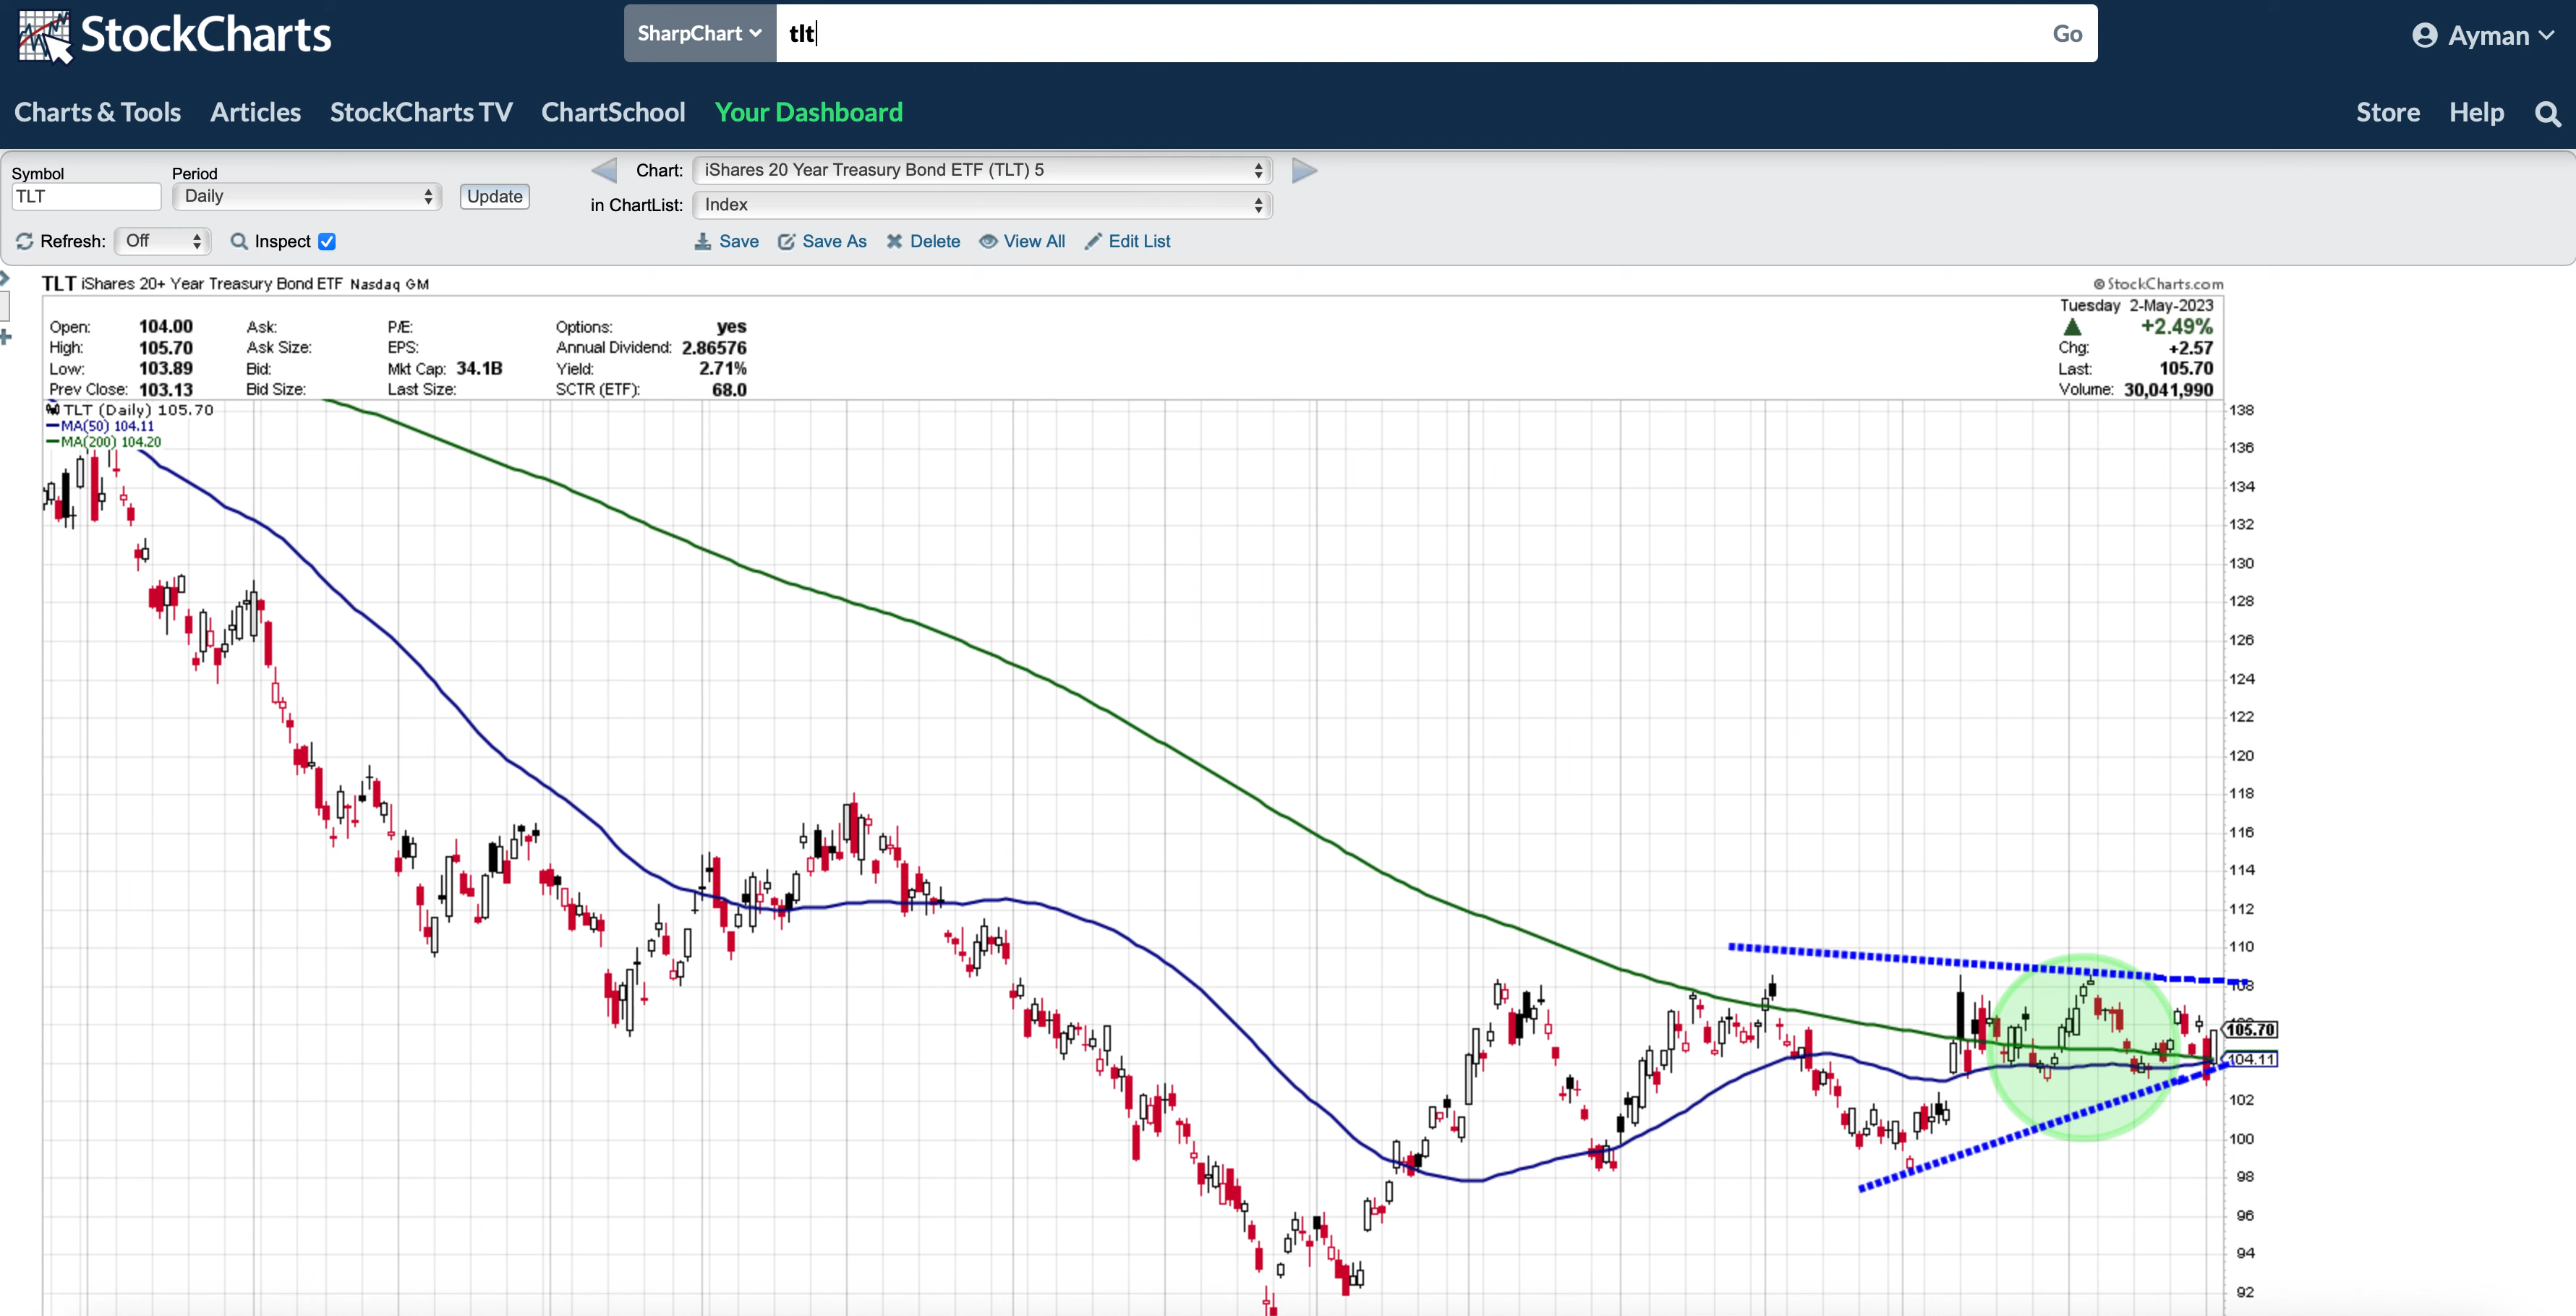 StockCharts
SharpChart
tlt
Go
Ayman
Charts & Tools Articles StockCharts TV ChartSchool Your Dashboard
Store Help
Symbol Period
TLT Daily Update
Chart: iShares 20 Year Treasury Bond ETF (TLT) 5
in ChartList: Index
Refresh: Off Inspect
Save Save As Delete View All Edit List
TLT iShares 20+ Year Treasury Bond ETF Nasdaq GM
© StockCharts.com
Tuesday 2-May-2023
Open: 104.00 Ask: P/E: Options: yes +2.49%
High: 105.70 Ask Size: EPS: Annual Dividend: 2.86576 Chg: +2.57
Low: 103.89 Bid: Mkt Cap: 34.1B Yield: 2.71% Last: 105.70
Prev Close: 103.13 Bid Size: Last Size: SCTR (ETF): 68.0 Volume: 30,041,990
TLT (Daily) 105.70
MA(50) 104.11
MA(200) 104.20
138
136
134
132
130
128
126
124
122
120
118
116
114
112
110
108
105.70
104.11
102
100
98
96
94
92